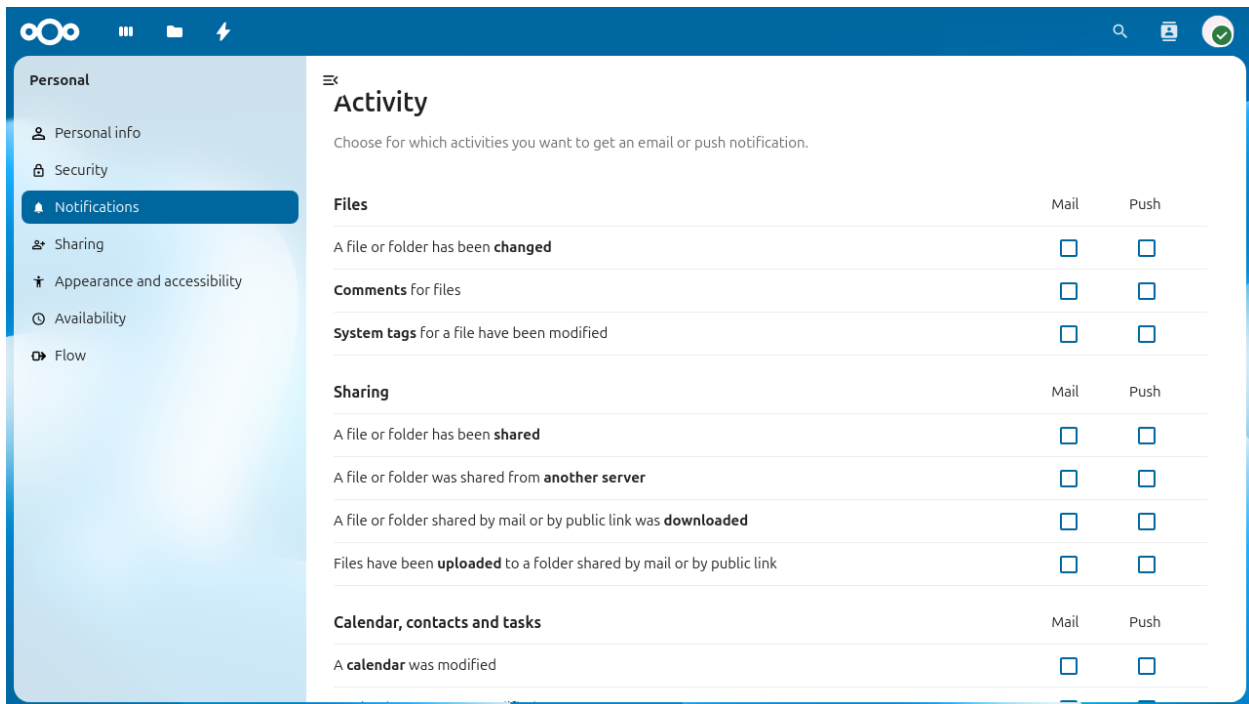 Personal
Personal info
Security
Notifications
Sharing
Appearance and accessibility
Availability
Flow
Activity
Choose for which activities you want to get an email or push notification.
Files Mail Push
A file or folder has been changed
Comments for files
System tags for a file have been modified
Sharing Mail Push
A file or folder has been shared
A file or folder was shared from another server
A file or folder shared by mail or by public link was downloaded
Files have been uploaded to a folder shared by mail or by public link
Calendar, contacts and tasks Mail Push
A calendar was modified